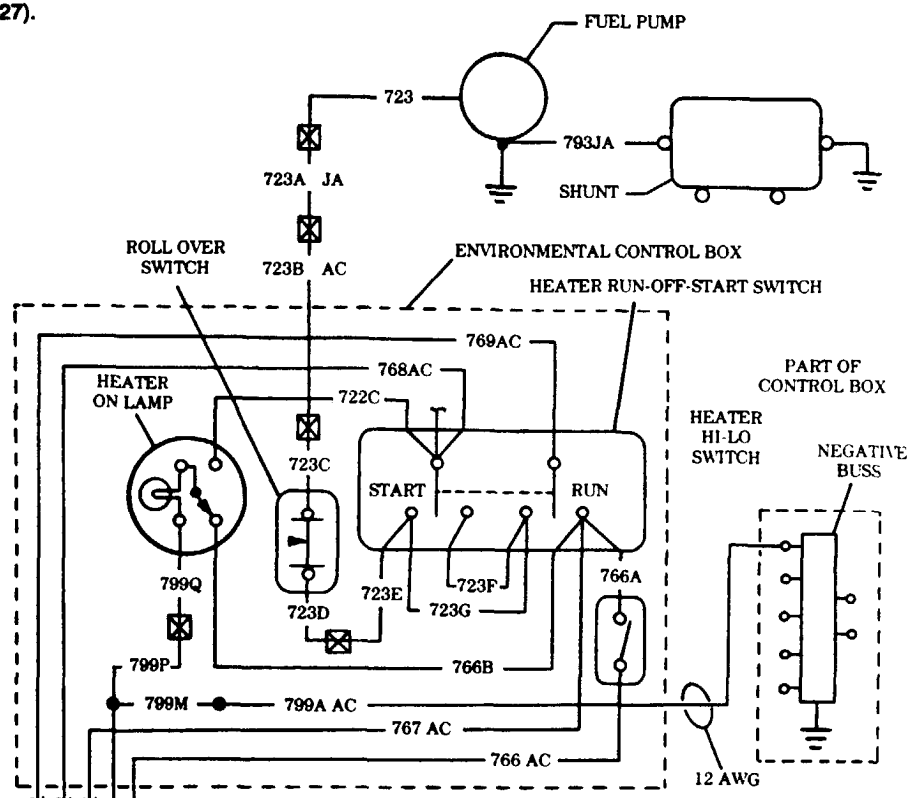 27).
FUEL PUMP
723
793JA
723A JA
SHUNT
ROLL OVER
SWITCH
723B AC
ENVIRONMENTAL CONTROL BOX
HEATER RUN-OFF-START SWITCH
769AC
768AC
PART OF
CONTROL BOX
HEATER
ON LAMP
722C
HEATER
HI-LO
SWITCH
NEGATIVE
BUSS
723C
START
RUN
799Q
723E
723F
766A
723D
723G
799P
766B
799M
799A AC
767 AC
766 AC
12 AWG